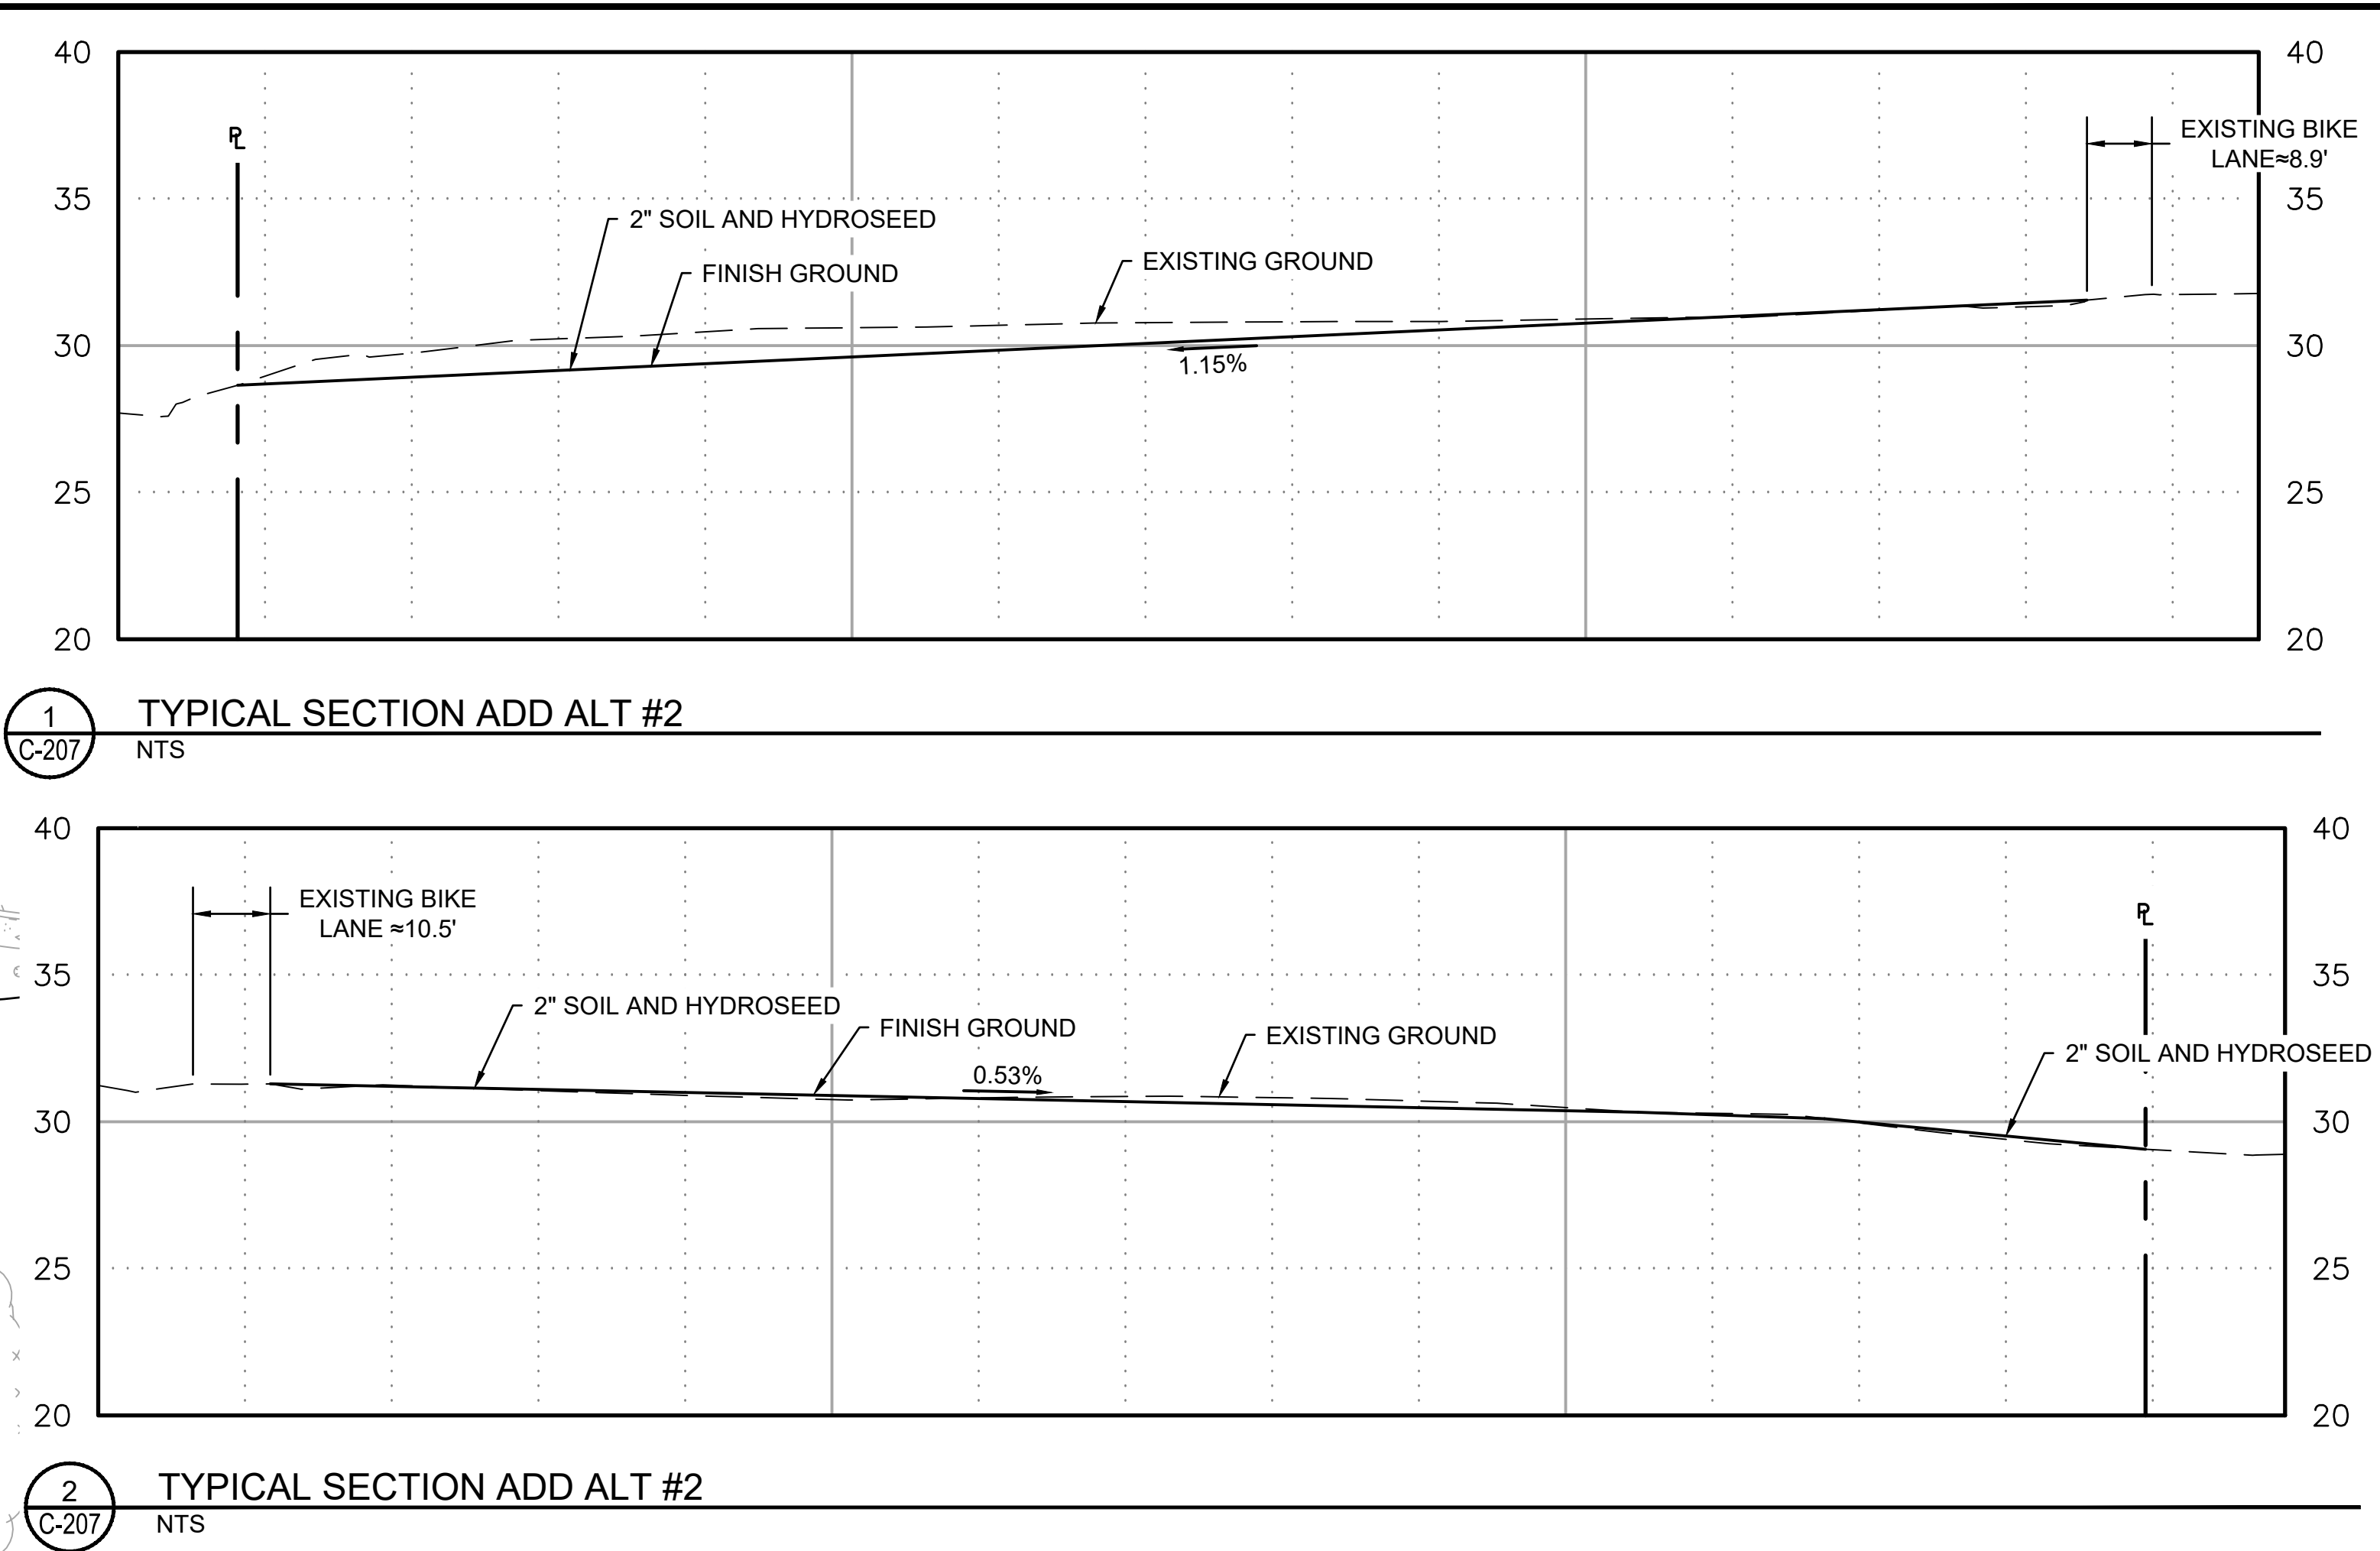 40
40
℄
EXISTING BIKE
LANE≈8.9'
35
35
2" SOIL AND HYDROSEED
EXISTING GROUND
FINISH GROUND
30
30
1.15%
25
25
20
20
1
C-207
TYPICAL SECTION ADD ALT #2
NTS
40
40
EXISTING BIKE
LANE ≈10.5'
℄
35
35
2" SOIL AND HYDROSEED
FINISH GROUND
EXISTING GROUND
2" SOIL AND HYDROSEED
0.53%
30
30
25
25
20
20
2
C-207
TYPICAL SECTION ADD ALT #2
NTS